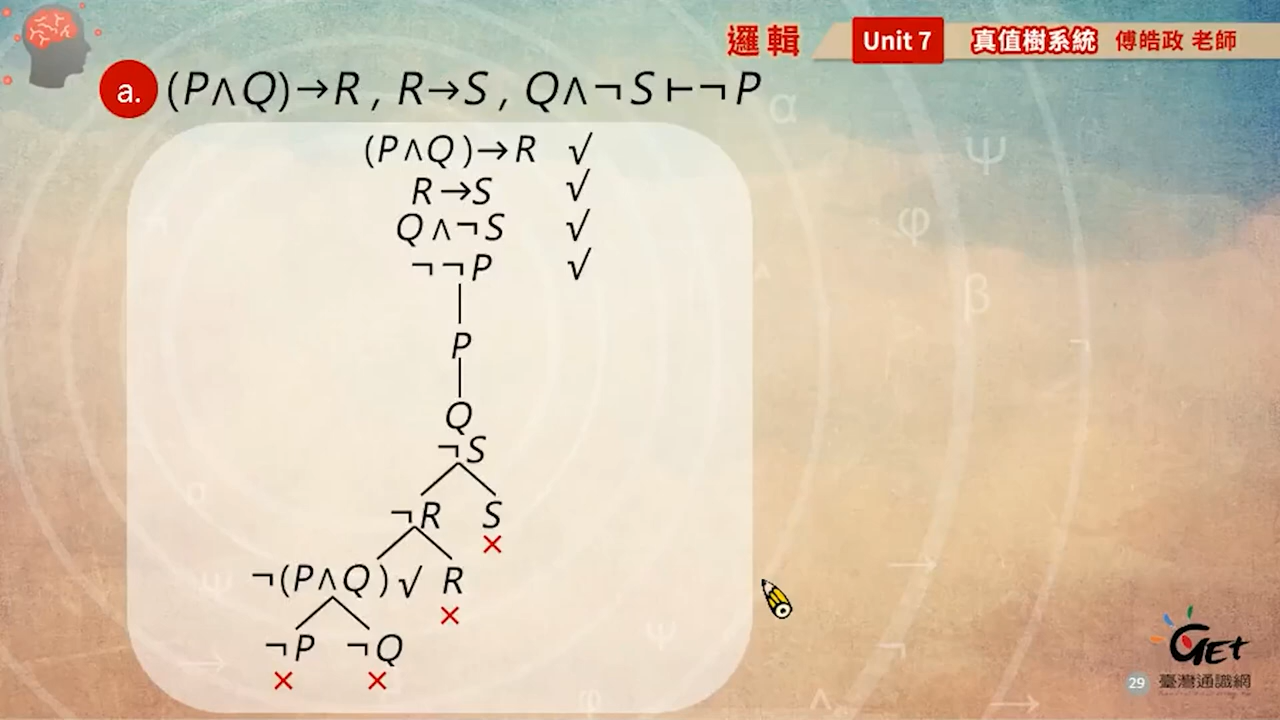 邏輯 Unit 7 真值樹系統 傅皓政 老師
a. (P∧Q)→R , R→S , Q∧¬S⊢¬P
(P∧Q)→R √
R→S √
Q∧¬S √
¬¬P √
P
Q
¬S
¬R S
×
¬(P∧Q)√ R
×
¬P ¬Q
× ×
GET
29 臺灣通識網